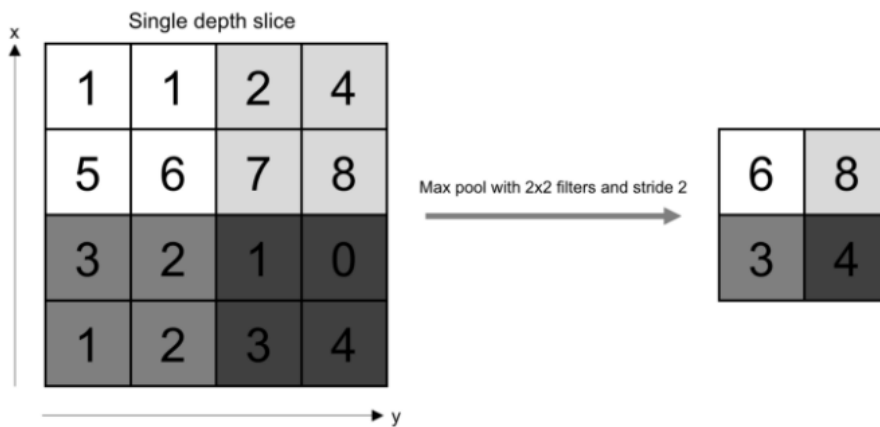 Single depth slice
x
1 1 2 4
5 6 7 8
3 2 1 0
1 2 3 4
y
Max pool with 2x2 filters and stride 2
6 8
3 4